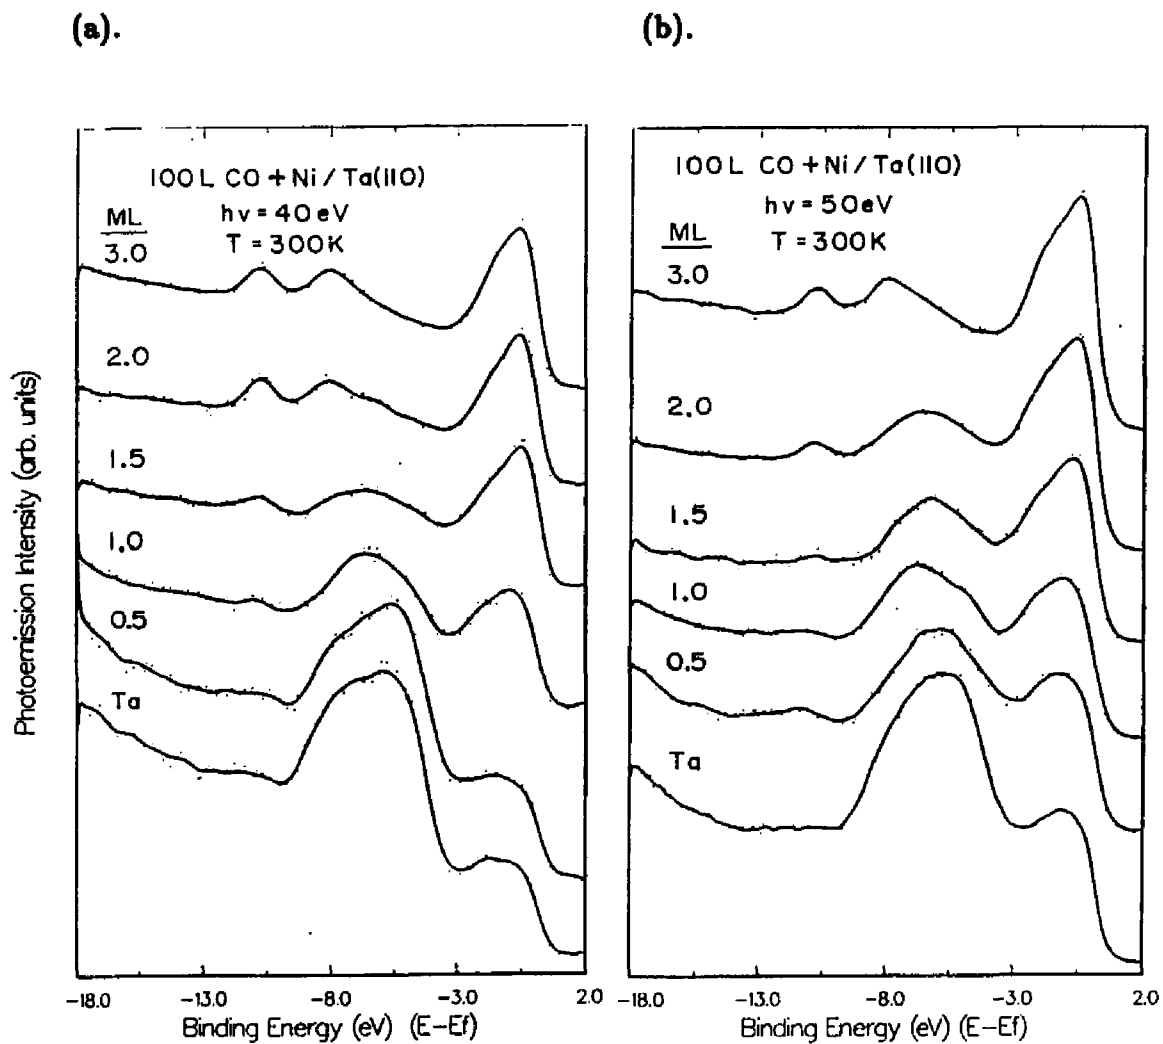 (a).
(b).
100L CO + Ni / Ta(110)
hν = 40 eV
T = 300K
ML
3.0
2.0
1.5
1.0
0.5
Ta
100 L CO + Ni / Ta(110)
hν = 50eV
T = 300K
ML
3.0
2.0
1.5
1.0
0.5
Ta
Photoemission Intensity (arb. units)
-18.0 -13.0 -8.0 -3.0 2.0
Binding Energy (eV) (E-Ef)
-18.0 -13.0 -8.0 -3.0 2.0
Binding Energy (eV) (E-Ef)